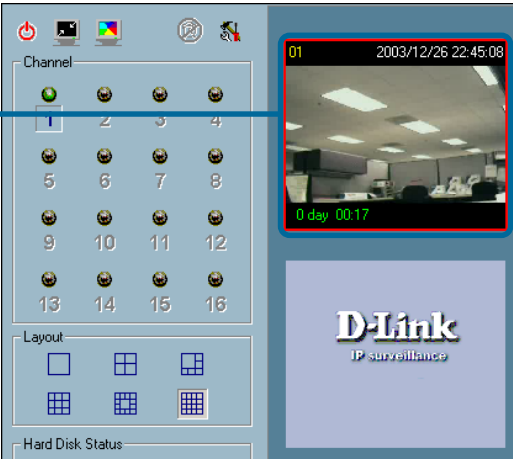 Channel
1 2 3 4
5 6 7 8
9 10 11 12
13 14 15 16
Layout
Hard Disk Status
01 2003/12/26 22:45:08
0 day 00:17
D-Link
IP surveillance